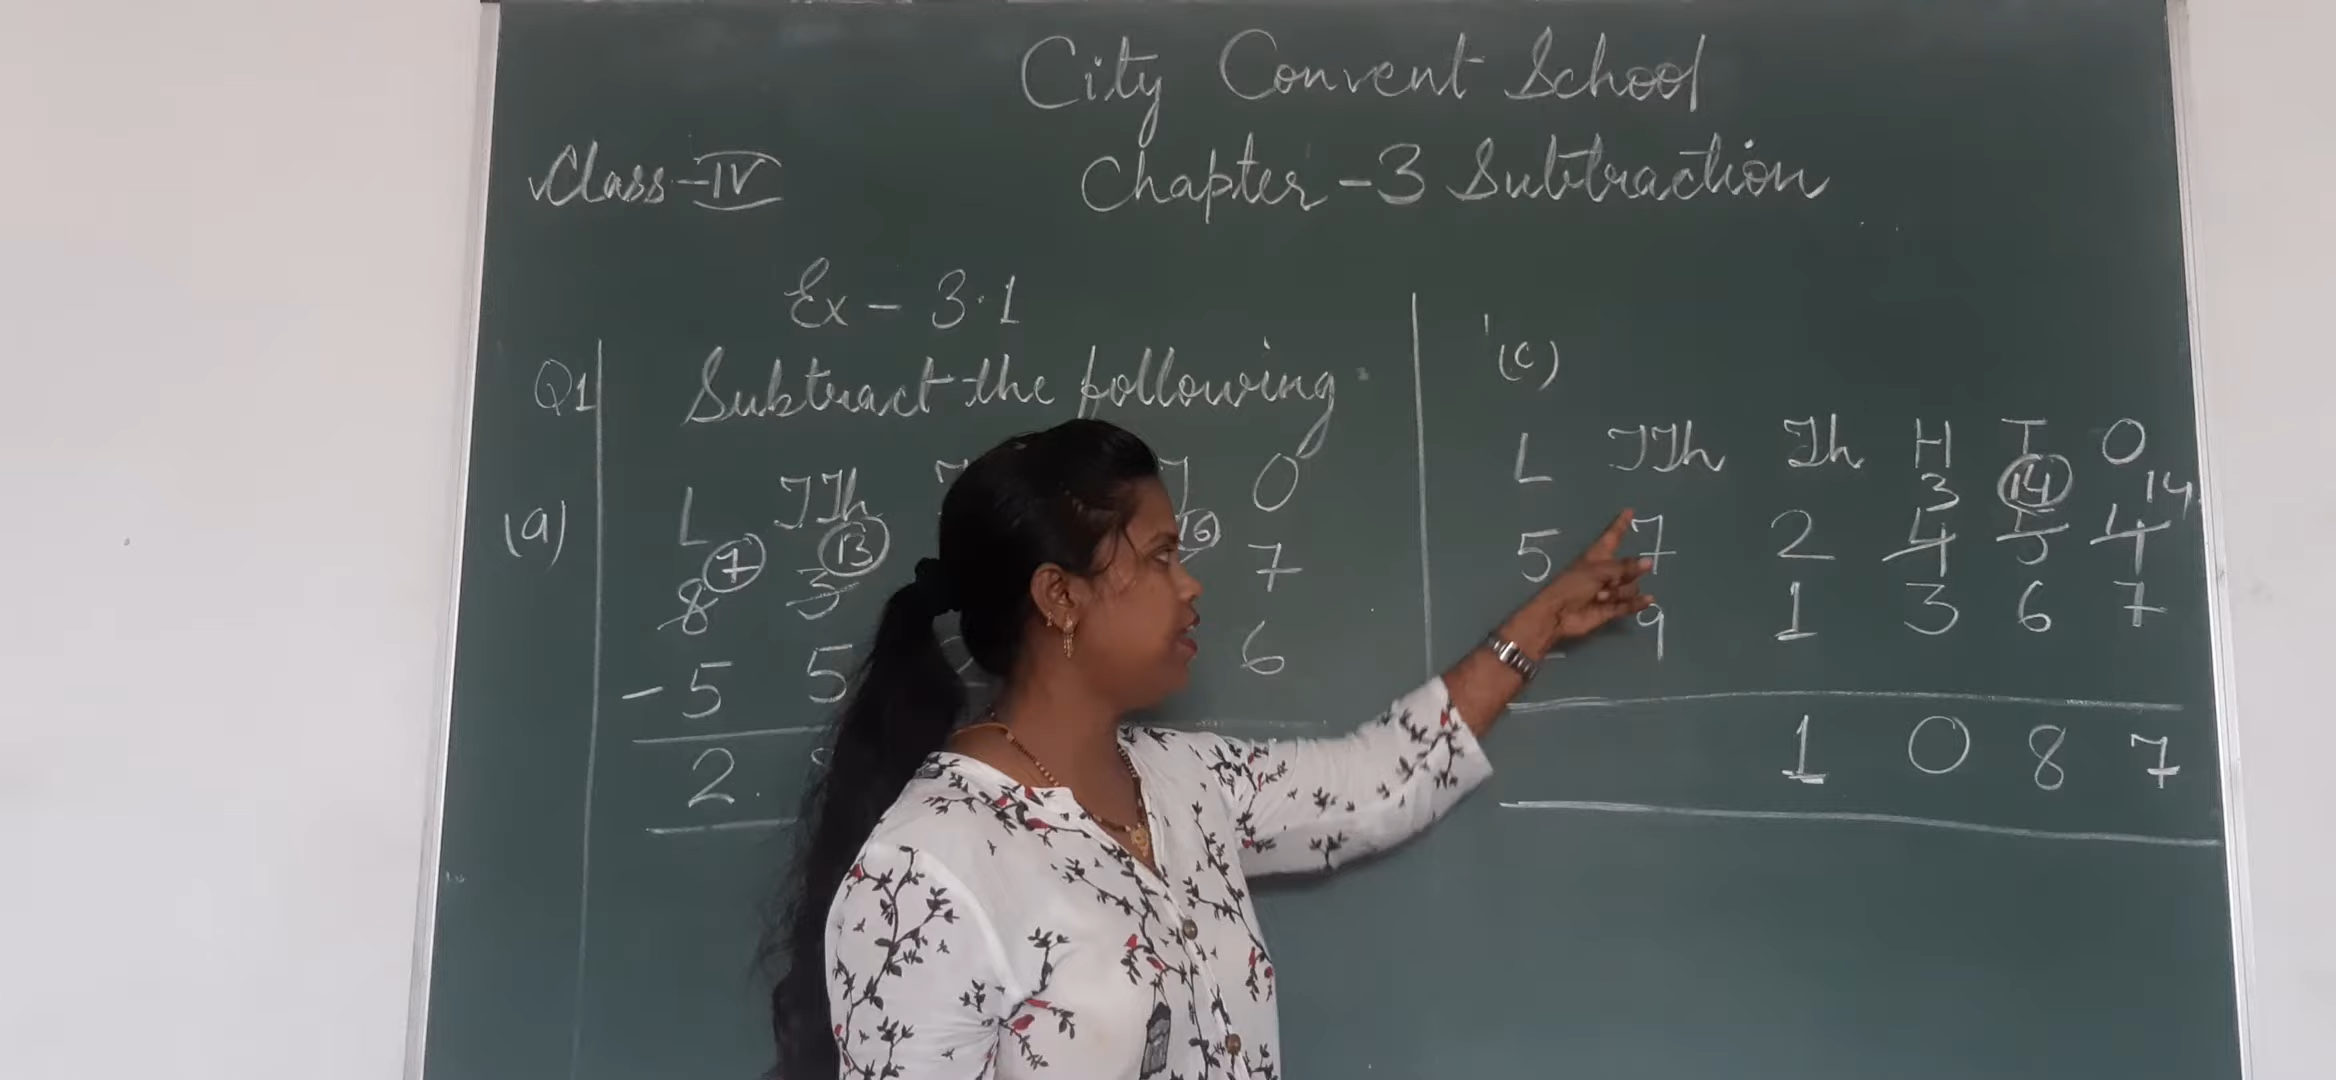 City Convent School
Class-IV
Chapter-3 Subtraction
Ex - 3.1
Q1 Subtract the following
(a)
L TTh O
7 13 10
8 3 7
- 5 5 2 6
2
(c)
L TTh Th H T O
3 14 14
5 7 2 4 5 4
9 1 3 6 7
1 0 8 7